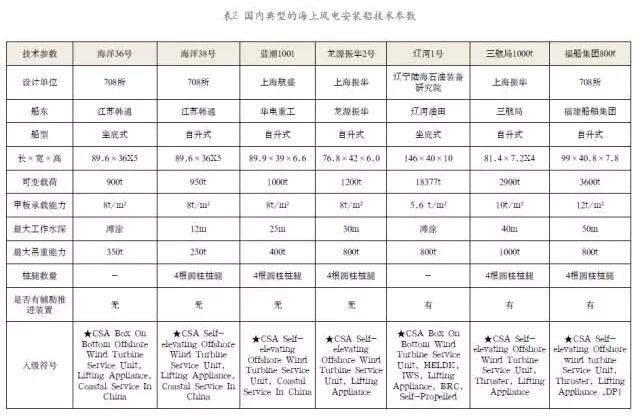 表2 国内典型的海上风电安装船技术参数
技术参数 海洋36号 海洋38号 蓝潮1001 龙源振华2号 辽河1号 三航局1000t 福船集团800t
设计单位 708所 708所 上海航盛 上海振华 辽宁陆海石油装备 上海振华 708所
研究院
船东 江苏韩通 江苏韩通 华电重工 龙源振华 辽河油田 三航局 福建船舶集团
船型 坐底式 自升式 自升式 自升式 坐底式 自升式 自升式
长×宽×高 89.6×36X5 89.6×36X5 89.9×39×6.6 76.8×42×6.0 146×40×10 81.4×7.2X4 99×40.8×7.8
可变载荷 900t 950t 1000t 1200t 18377t 2900t 3600t
甲板承载能力 8t/m² 8t/m² 8t/m² 8t/m² 5.6 t/m² 10t/m² 12t/m²
最大工作水深 滩涂 12m 25m 30m 滩涂 40m 50m
最大吊重能力 350t 250t 400t 800t 800t 1000t 800t
桩腿数量 – 4根圆柱桩腿 4根圆柱桩腿 4根圆柱桩腿 – 4根圆柱桩腿 4根圆柱桩腿
是否有辅助推
进装置 无 无 无 无 有 有 有
入级符号
★CSA Box On
Bottom Offshore
Wind Turbine
Service Unit,
Lifting Appliance,
Coastal Service In
China
★CSA Self-
elevating Offshore
Wind Turbine
Service Unit,
Lifting Appliance,
Coastal Service In
China
★CSA Self-
elevating Offshore
Wind Turbine
Service Unit,
Coastal Service In
China
★CSA Self-
elevating Offshore
Wind Turbine
Service Unit,
Lifting Appliance
★CSA Box On
Bottom Offshore
Wind Turbine
Service Unit, HELDK,
IWS, Lifting
Appliance, BRC,
Self-Propelled
★CSA Self-
elevating Offshore
Wind Turbine
Service Unit,
Thruster, Lifting
Appliance
★CSA Self-
elevating Offshore
wind turbine
Service Unit,
Thruster, Lifting
Appliance ,DP1